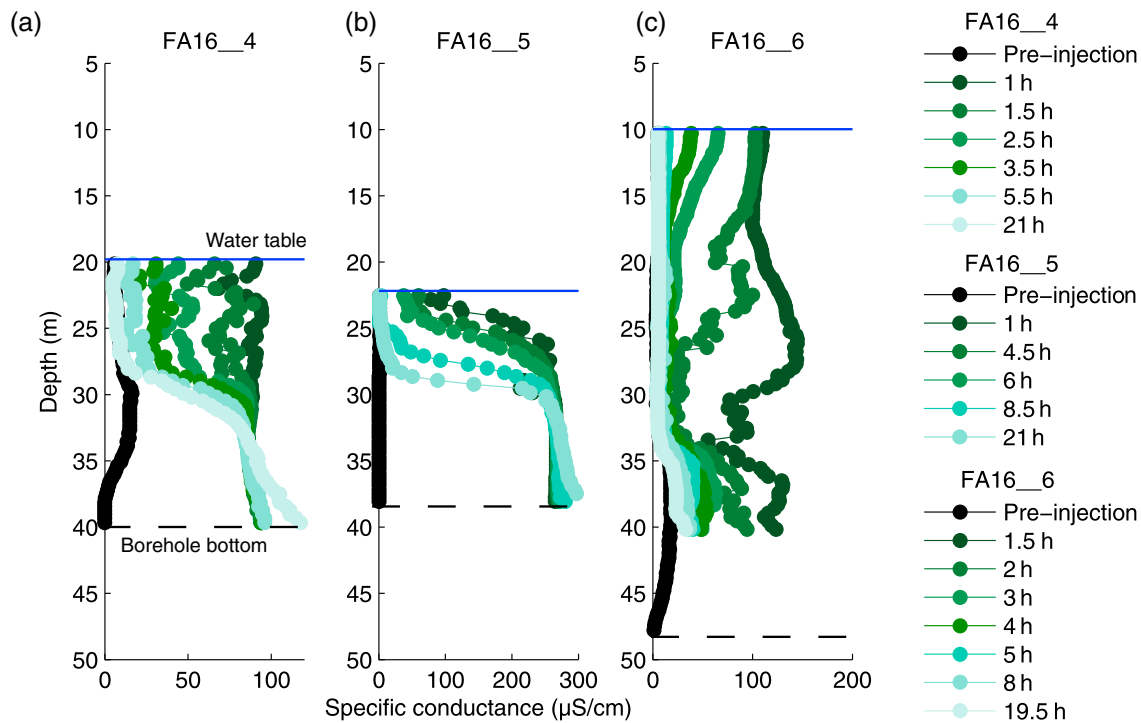 (a)
FA16__4
(b)
FA16__5
(c)
FA16__6
5
10
15
20
25
30
35
40
45
50
Depth (m)
Water table
Borehole bottom
0
50
100
5
10
15
20
25
30
35
40
45
50
0
100
200
300
5
10
15
20
25
30
35
40
45
50
0
100
200
Specific conductance (µS/cm)
FA16__4
Pre–injection
1 h
1.5 h
2.5 h
3.5 h
5.5 h
21 h
FA16__5
Pre–injection
1 h
4.5 h
6 h
8.5 h
21 h
FA16__6
Pre–injection
1.5 h
2 h
3 h
4 h
5 h
8 h
19.5 h